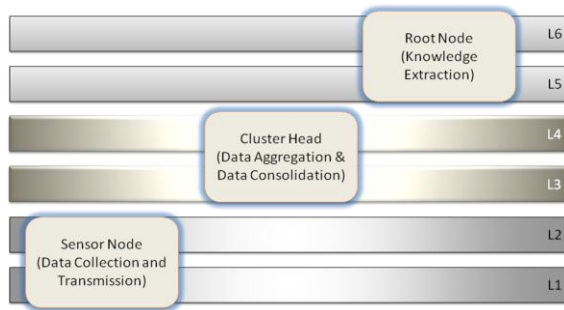 Root Node
(Knowledge
Extraction)
L6
L5
Cluster Head
(Data Aggregation &
Data Consolidation)
L4
L3
Sensor Node
(Data Collection and
Transmission)
L2
L1